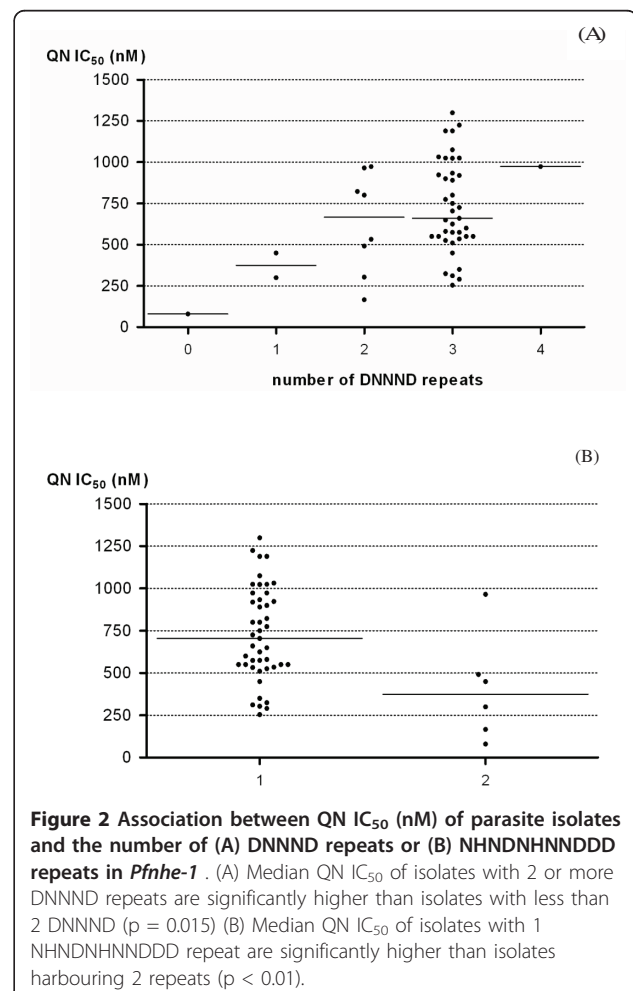 (A)
QN IC50 (nM)
1500
1250
1000
750
500
250
0
0 1 2 3 4
number of DNNND repeats
(B)
QN IC50 (nM)
1500
1250
1000
750
500
250
0
1 2
Figure 2 Association between QN IC50 (nM) of parasite isolates
and the number of (A) DNNND repeats or (B) NHNDNHNNDDD
repeats in Pfnhe-1 . (A) Median QN IC50 of isolates with 2 or more
DNNND repeats are significantly higher than isolates with less than
2 DNNND (p = 0.015) (B) Median QN IC50 of isolates with 1
NHNDNHNNDDD repeat are significantly higher than isolates
harbouring 2 repeats (p < 0.01).